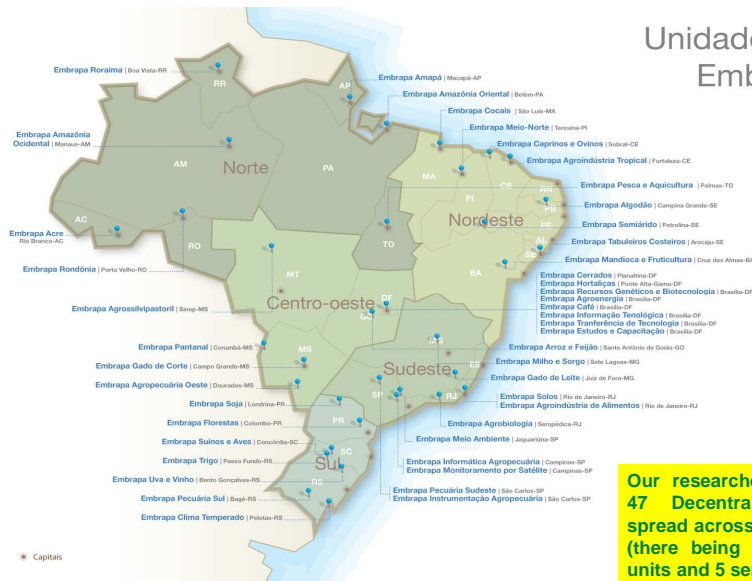 Unidade
Emb
Embrapa Roraima | Boa Vista-RR
Embrapa Amapá | Macapá-AP
Embrapa Amazônia Oriental | Belém-PA
Embrapa Cocais | São Luís-MA
Embrapa Meio-Norte | Teresina-PI
Embrapa Caprinos e Ovinos | Sobral-CE
Embrapa Agroindústria Tropical | Fortaleza-CE
Embrapa Amazônia
Ocidental | Manaus-AM
Embrapa Pesca e Aquicultura | Palmas-TO
Embrapa Algodão | Campina Grande-SE
Embrapa Semiárido | Petrolina-SE
Embrapa Tabuleiros Costeiros | Aracaju-SE
Embrapa Mandioca e Fruticultura | Cruz das Almas-BA
Embrapa Acre
Rio Branco-AC
Embrapa Rondônia | Porto Velho-RO
Embrapa Cerrados | Planaltina-DF
Embrapa Hortaliças | Ponte Alta-Gama-DF
Embrapa Recursos Genéticos e Biotecnologia | Brasília-DF
Embrapa Agroenergia | Brasília-DF
Embrapa Café | Brasília-DF
Embrapa Informação Tenológica | Brasília-DF
Embrapa Tranferência de Tecnologia | Brasília-DF
Embrapa Estudos e Capacitação | Brasília-DF
Embrapa Agrossilvipastoril | Sinop-MS
Embrapa Arroz e Feijão | Santo Antônio de Goiás-GO
Embrapa Pantanal | Corumbá-MS
Embrapa Milho e Sorgo | Sete Lagoas-MG
Embrapa Gado de Corte | Campo Grande-MS
Embrapa Gado de Leite | Juiz de Fora-MG
Embrapa Agropecuária Oeste | Dourados-MS
Embrapa Solos | Rio de Janeiro-RJ
Embrapa Agroindústria de Alimentos | Rio de Janeiro-RJ
Embrapa Soja | Londrina-PR
Embrapa Agrobiologia | Seropédica-RJ
Embrapa Florestas | Colombo-PR
Embrapa Meio Ambiente | Jaguariúna-SP
Embrapa Suínos e Aves | Concórdia-SC
Embrapa Trigo | Passo Fundo-RS
Embrapa Informática Agropecuária | Campinas-SP
Embrapa Monitoramento por Satélite | Campinas-SP
Embrapa Uva e Vinho | Bento Gonçalves-RS
Embrapa Pecuária Sudeste | São Carlos-SP
Embrapa Instrumentação Agropecuária | São Carlos-SP
Embrapa Pecuária Sul | Bagé-RS
Embrapa Clima Temperado | Pelotas-RS
RR
AP
AM
Norte
PA
MA
CE
RN
PI
PB
Nordeste
PE
AC
AL
TO
SE
RO
MT
BA
Centro-oeste
DF
GO
MG
MS
ES
Sudeste
SP
RJ
PR
SC
Sul
RS
Capitais
Our researche
47 Decentra
spread across
(there being
units and 5 se